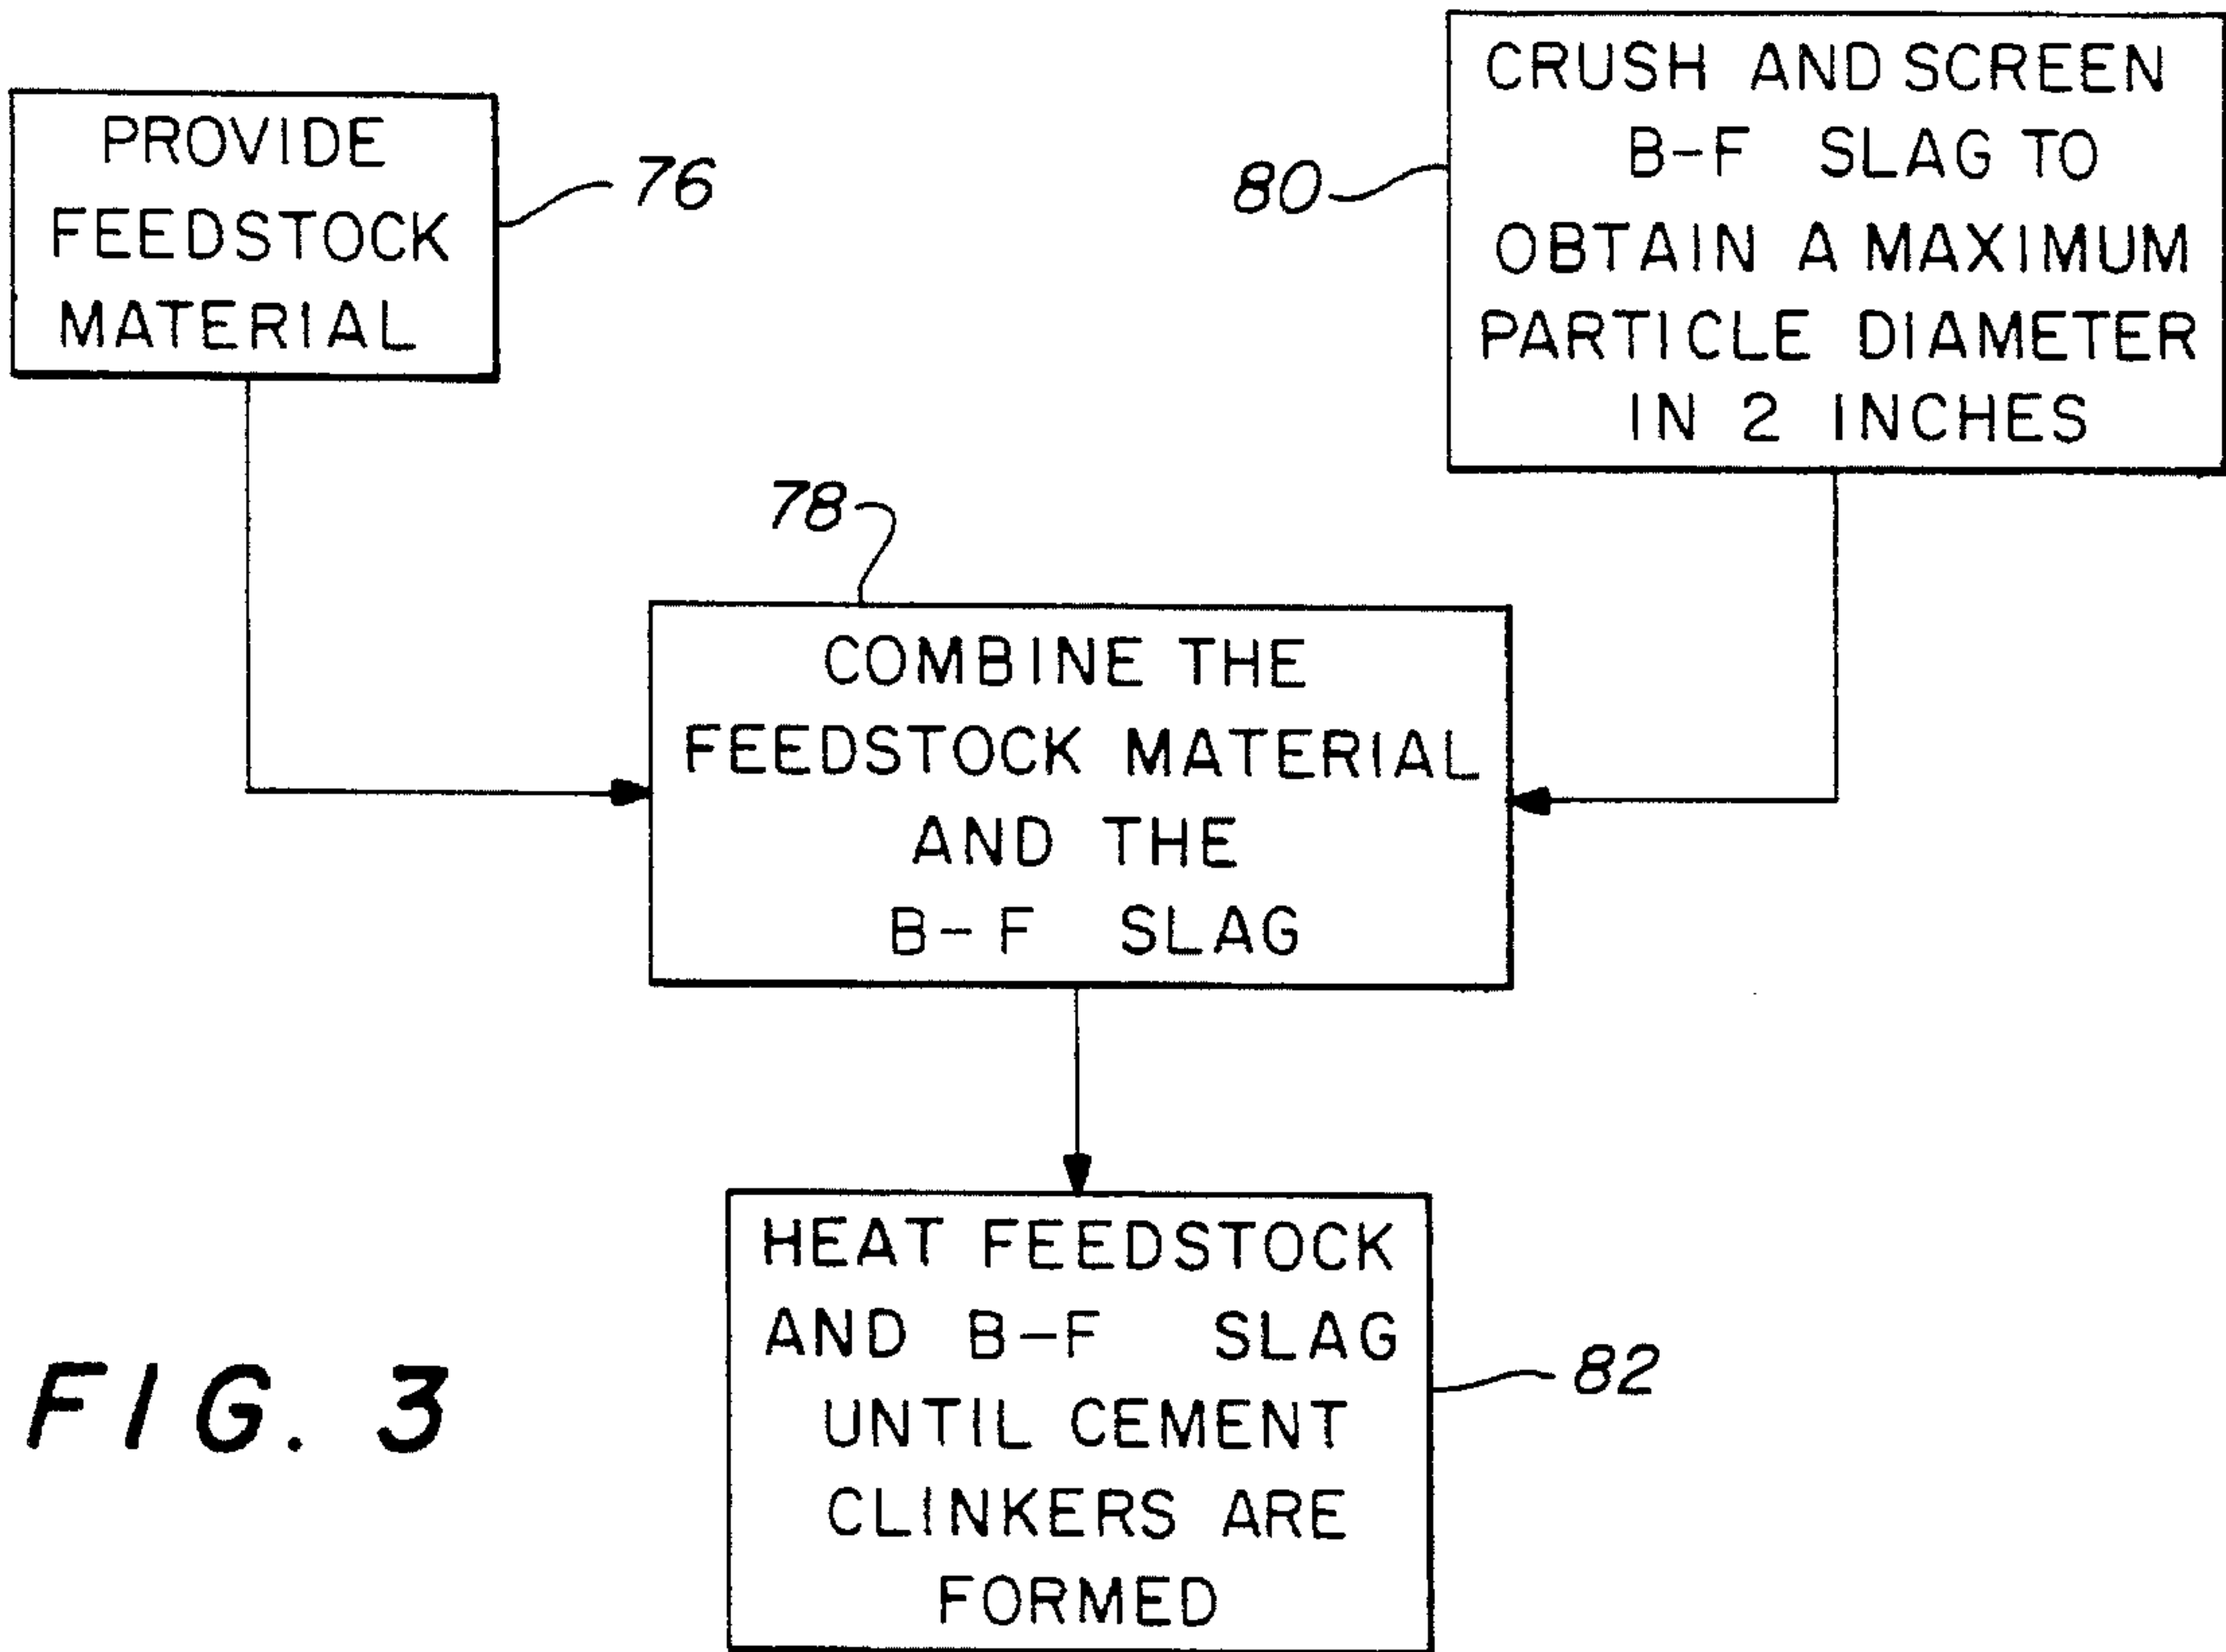 PROVIDE
FEEDSTOCK
MATERIAL
76
CRUSH AND SCREEN
B-F SLAG TO
OBTAIN A MAXIMUM
PARTICLE DIAMETER
IN 2 INCHES
80
78
COMBINE THE
FEEDSTOCK MATERIAL
AND THE
B-F SLAG
HEAT FEEDSTOCK
AND B-F SLAG
UNTIL CEMENT
CLINKERS ARE
FORMED
82
FIG. 3